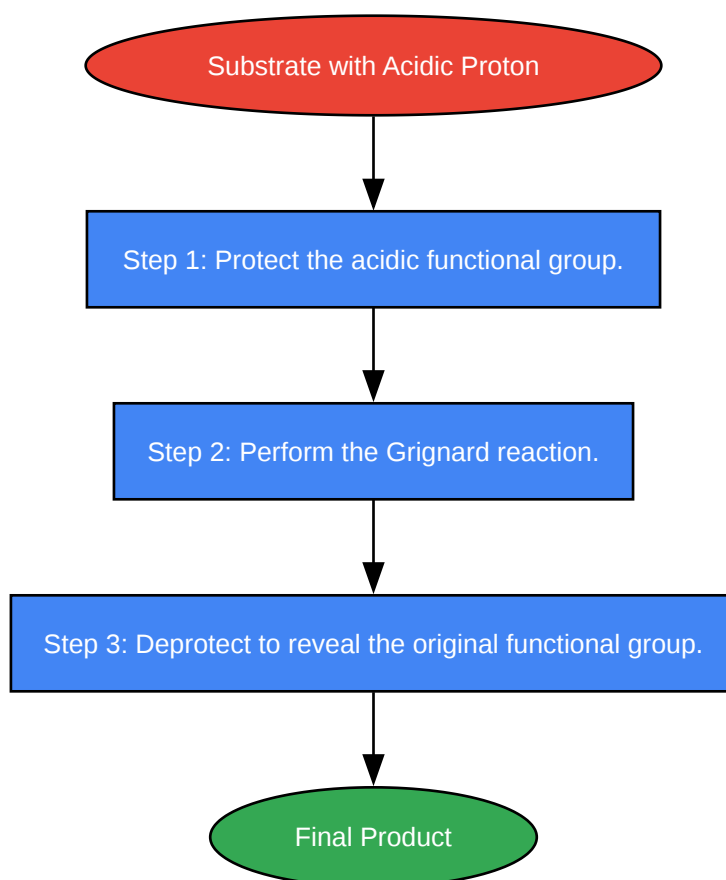 Substrate with Acidic Proton
Step 1: Protect the acidic functional group.
Step 2: Perform the Grignard reaction.
Step 3: Deprotect to reveal the original functional group.
Final Product